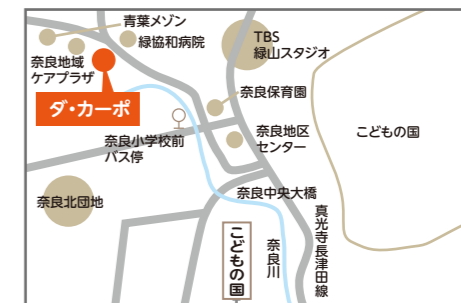 青葉メゾン
緑協和病院
TBS
緑山スタジオ
奈良地域
ケアプラザ
ダ・カーポ
奈良保育園
奈良小学校前
バス停
奈良地区
センター
こどもの国
奈良北団地
奈良中央大橋
こどもの国
奈良川
真光寺長津田線